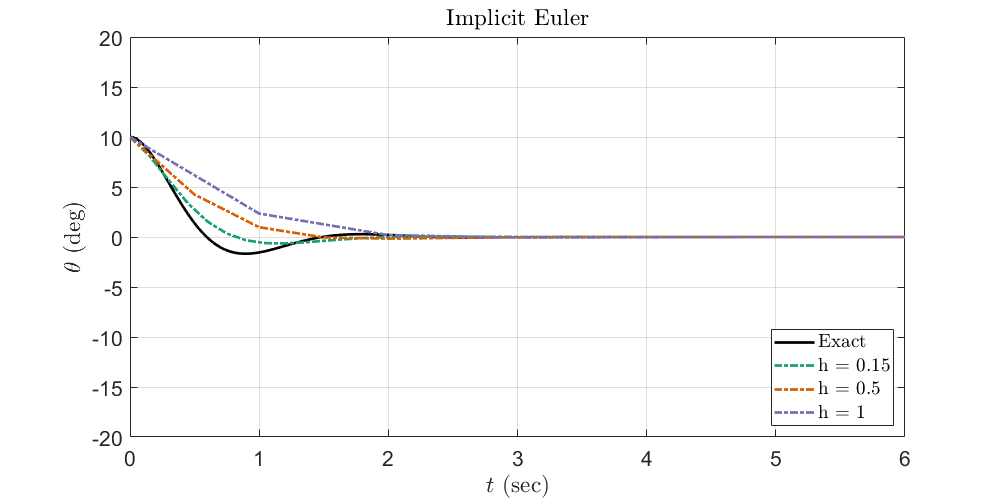 Implicit Euler
20
15
10
5
0
-5
-10
-15
-20
θ (deg)
0 1 2 3 4 5 6
t (sec)
Exact
h = 0.15
h = 0.5
h = 1